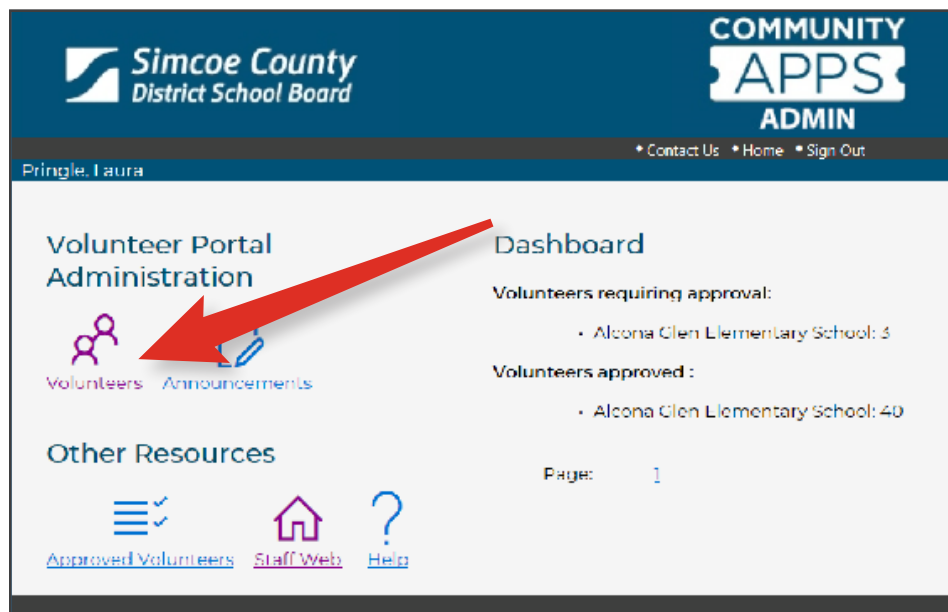 Simcoe County
District School Board
COMMUNITY
APPS
ADMIN
• Contact Us • Home • Sign Out
Pringle, Laura
Volunteer Portal
Administration
Volunteers
Announcements
Other Resources
Approved Volunteers
Staff Web
Help
Dashboard
Volunteers requiring approval:
• Alcona Glen Elementary School: 3
Volunteers approved :
• Alcona Glen Elementary School: 40
Page: 1